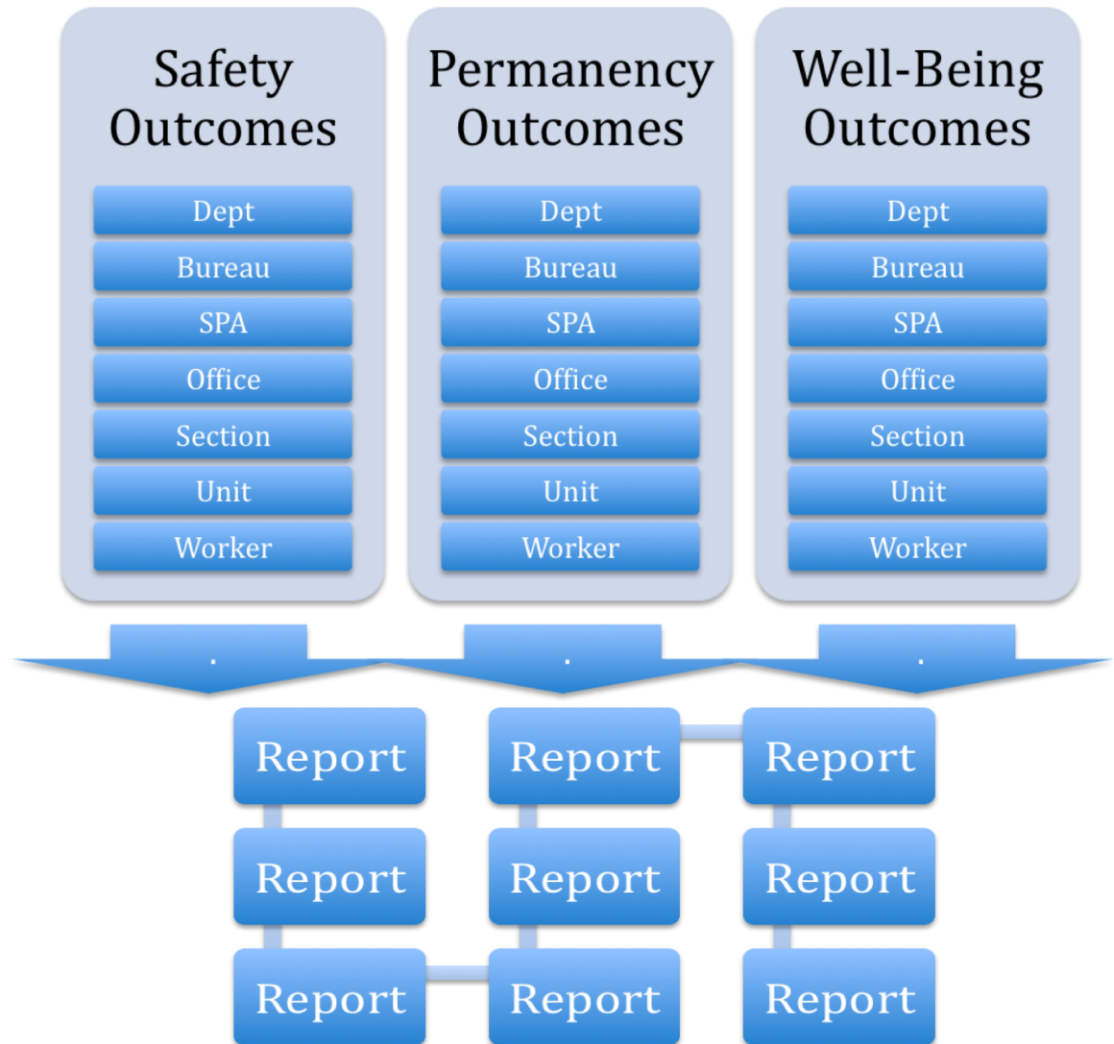 Safety
Outcomes
Dept
Bureau
SPA
Office
Section
Unit
Worker
Permanency
Outcomes
Dept
Bureau
SPA
Office
Section
Unit
Worker
Well-Being
Outcomes
Dept
Bureau
SPA
Office
Section
Unit
Worker
.
.
.
Report
Report
Report
Report
Report
Report
Report
Report
Report